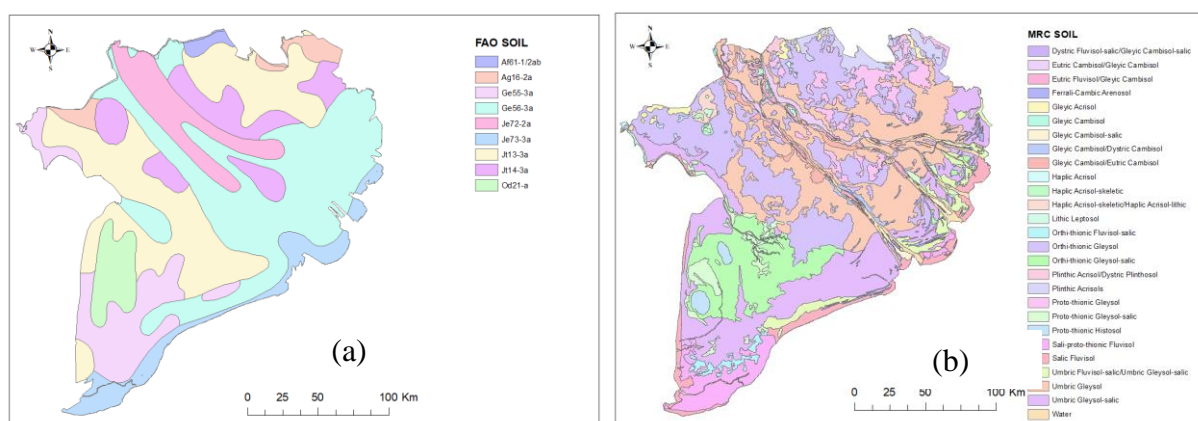 N
W E
S
FAO SOIL
Af61-1/2ab
Ag16-2a
Ge55-3a
Ge56-3a
Je72-2a
Je73-3a
Jt13-3a
Jt14-3a
Od21-a
(a)
0 25 50 100 Km
N
W E
S
MRC SOIL
Dystric Fluvisol-salic/Gleyic Cambisol-salic
Eutric Cambisol/Gleyic Cambisol
Eutric Fluvisol/Gleyic Cambisol
Ferrali-Cambic Arenosol
Gleyic Acrisol
Gleyic Cambisol
Gleyic Cambisol-salic
Gleyic Cambisol/Dystric Cambisol
Gleyic Cambisol/Eutric Cambisol
Haplic Acrisol
Haplic Acrisol-skeletic
Haplic Acrisol-skeletic/Haplic Acrisol-lithic
Lithic Leptosol
Orthi-thionic Fluvisol-salic
Orthi-thionic Gleysol
Orthi-thionic Gleysol-salic
Plinthic Acrisol/Dystric Plinthosol
Plinthic Acrisols
Proto-thionic Gleysol
Proto-thionic Gleysol-salic
Proto-thionic Histosol
Sali-proto-thionic Fluvisol
Salic Fluvisol
Umbric Fluvisol-salic/Umbric Gleysol-salic
Umbric Gleysol
Umbric Gleysol-salic
Water
(b)
0 25 50 100 Km